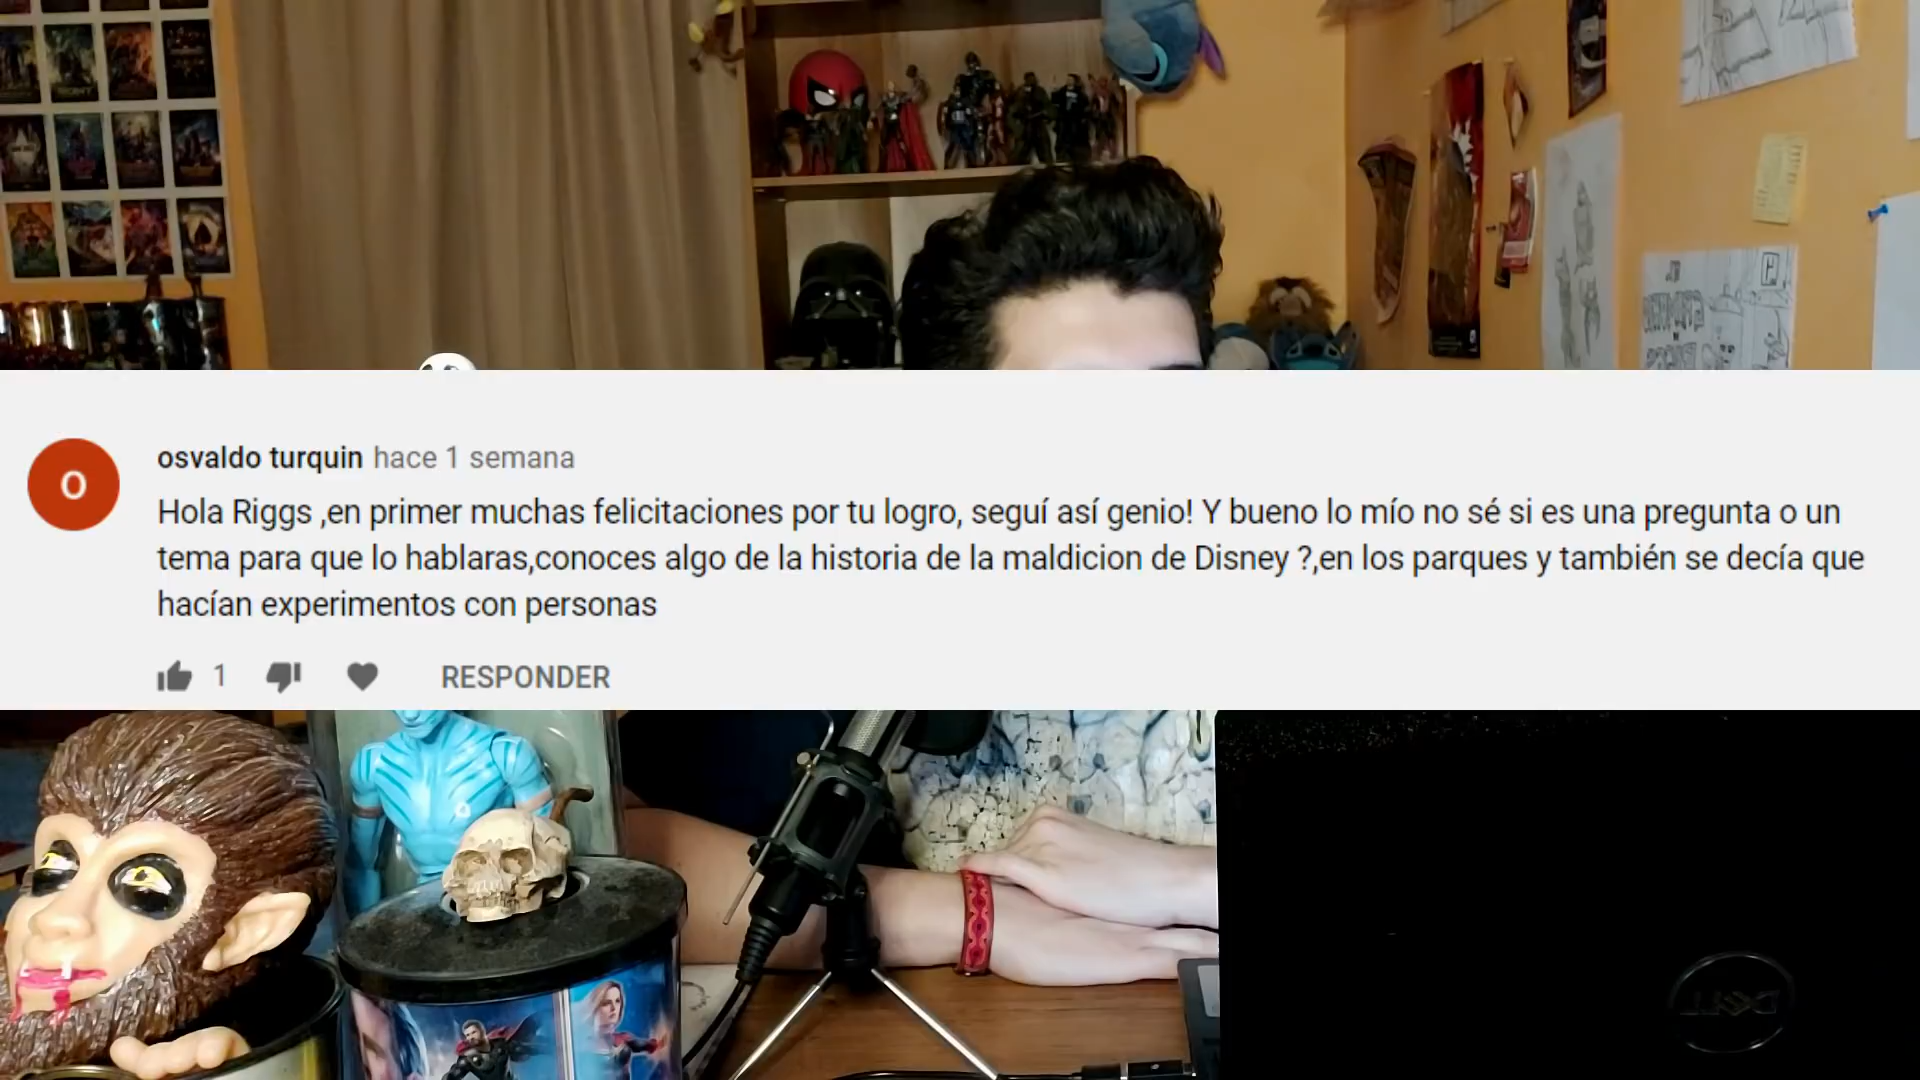 osvaldo turquin hace 1 semana
Hola Riggs ,en primer muchas felicitaciones por tu logro, seguí así genio! Y bueno lo mío no sé si es una pregunta o un
tema para que lo hablaras,conoces algo de la historia de la maldicion de Disney ?,en los parques y también se decía que
hacían experimentos con personas
1
RESPONDER
O
DELL